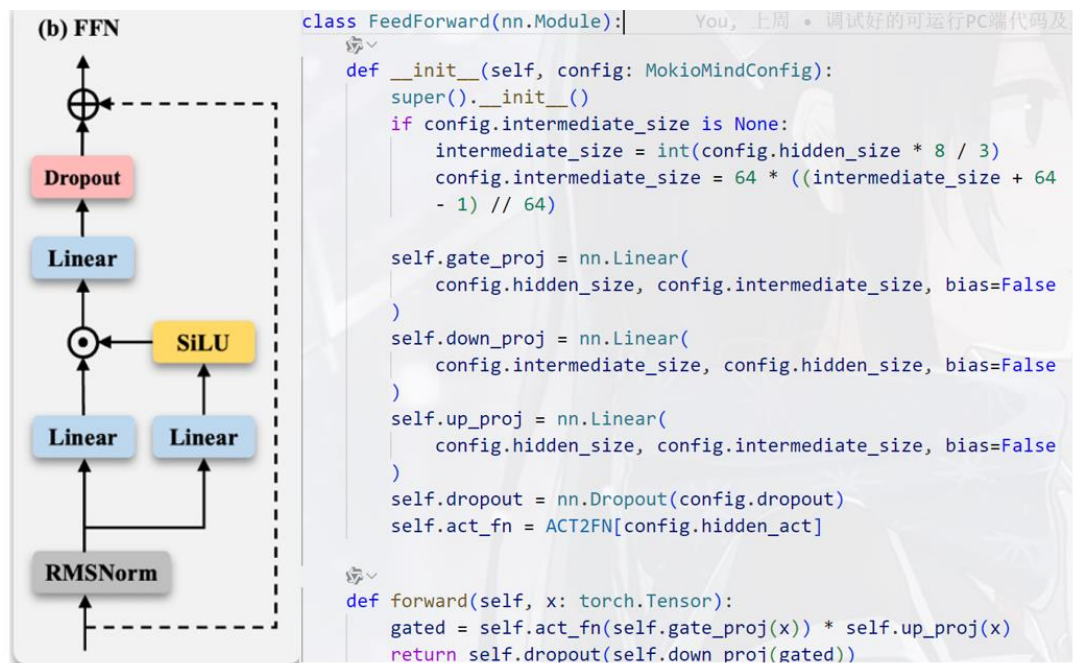 (b) FFN
Dropout
Linear
SiLU
Linear
Linear
RMSNorm
class FeedForward(nn.Module):    You, 上周 • 调试好的可运行PC端代码及
    def __init__(self, config: MokioMindConfig):
        super().__init__()
        if config.intermediate_size is None:
            intermediate_size = int(config.hidden_size * 8 / 3)
            config.intermediate_size = 64 * ((intermediate_size + 64
            - 1) // 64)
        self.gate_proj = nn.Linear(
            config.hidden_size, config.intermediate_size, bias=False
        )
        self.down_proj = nn.Linear(
            config.intermediate_size, config.hidden_size, bias=False
        )
        self.up_proj = nn.Linear(
            config.hidden_size, config.intermediate_size, bias=False
        )
        self.dropout = nn.Dropout(config.dropout)
        self.act_fn = ACT2FN[config.hidden_act]
    def forward(self, x: torch.Tensor):
        gated = self.act_fn(self.gate_proj(x)) * self.up_proj(x)
        return self.dropout(self.down_proj(gated))